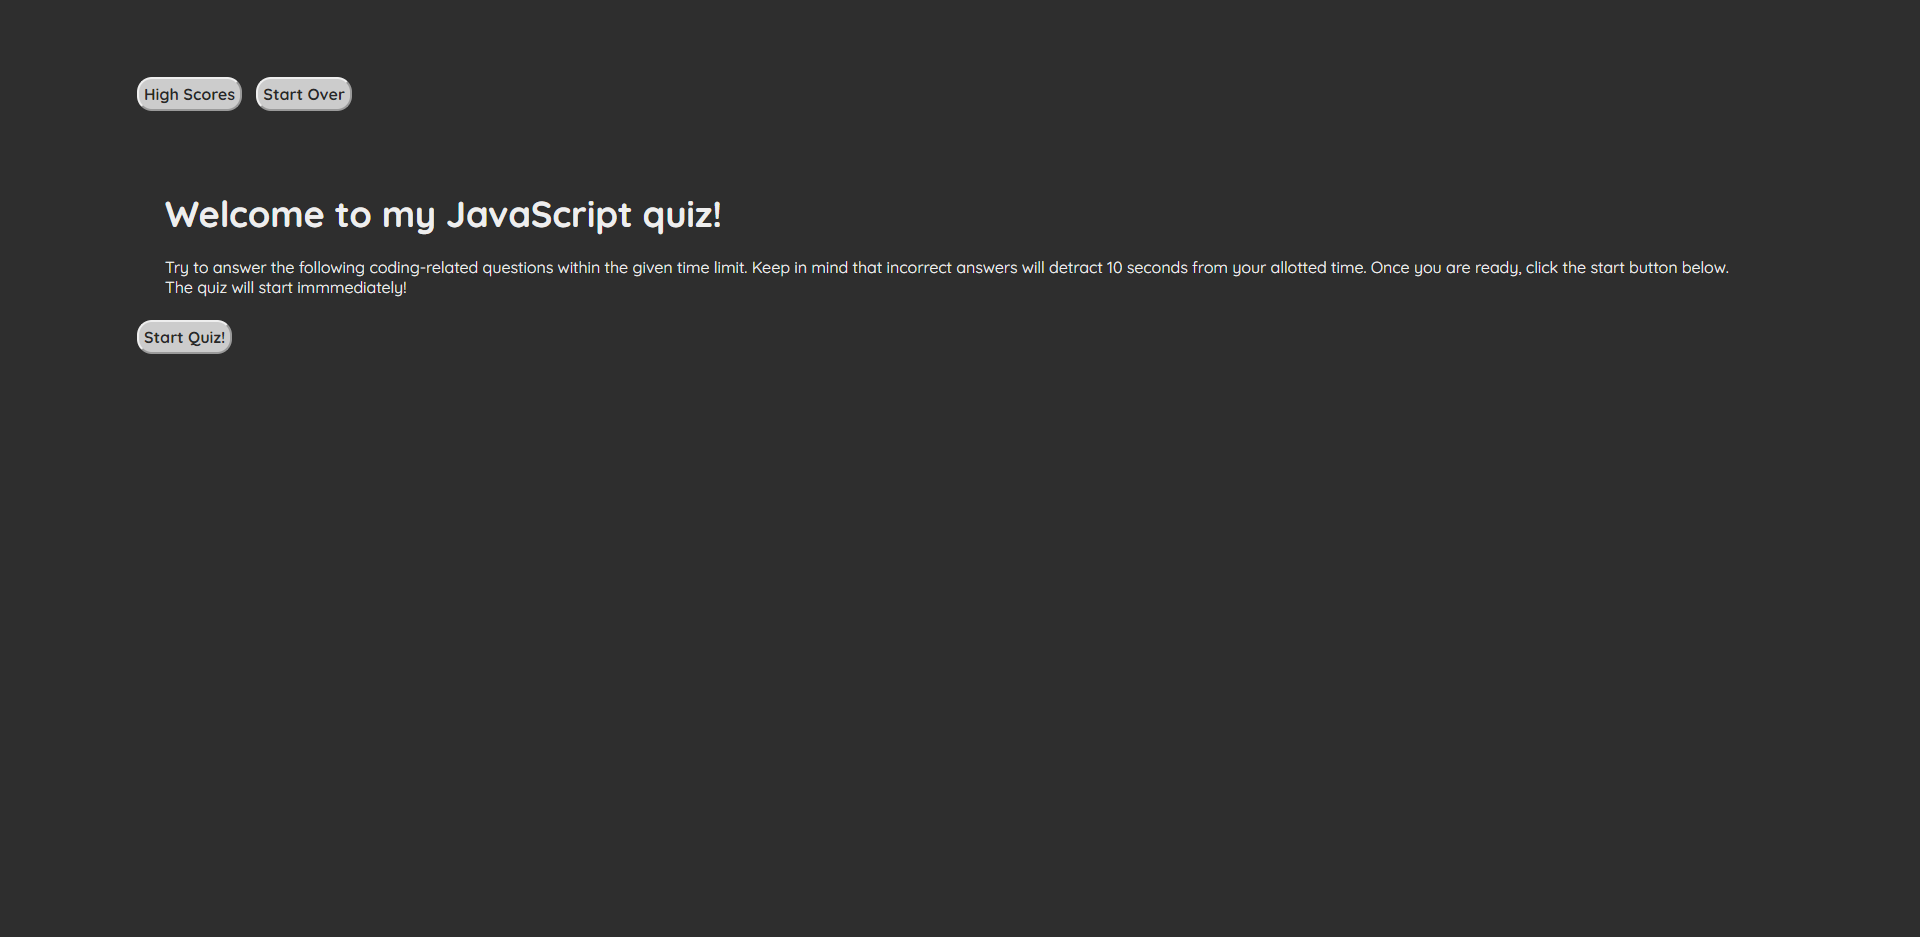 High Scores Start Over
Welcome to my JavaScript quiz!
Try to answer the following coding-related questions within the given time limit. Keep in mind that incorrect answers will detract 10 seconds from your allotted time. Once you are ready, click the start button below.
The quiz will start immmediately!
Start Quiz!